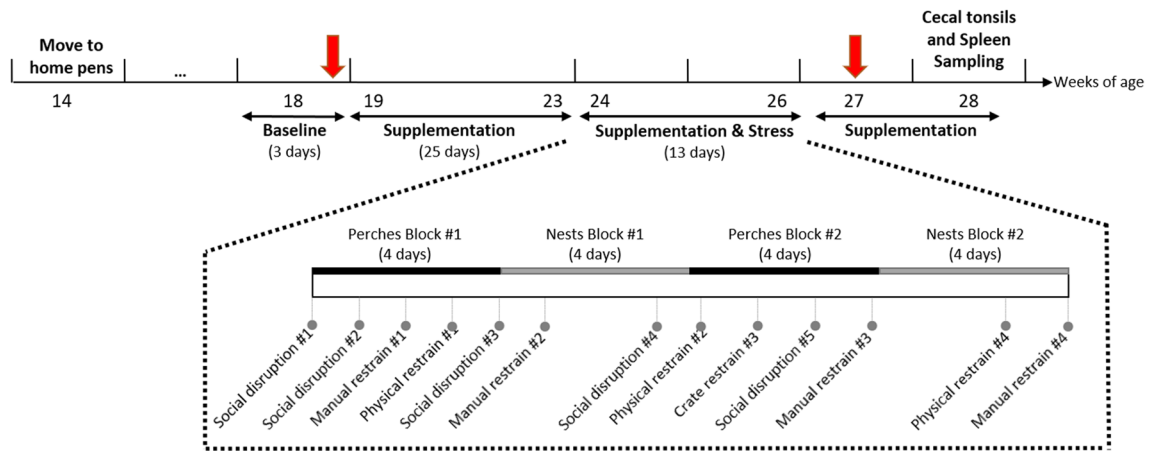 Move to
home pens
...
Cecal tonsils
and Spleen
Sampling
Weeks of age
14
18
19
23
24
26
27
28
Baseline
(3 days)
Supplementation
(25 days)
Supplementation & Stress
(13 days)
Supplementation
Perches Block #1
(4 days)
Nests Block #1
(4 days)
Perches Block #2
(4 days)
Nests Block #2
(4 days)
Social disruption #1
Social disruption #2
Manual restrain #1
Physical restrain #1
Social disruption #3
Manual restrain #2
Social disruption #4
Physical restrain #2
Crate restrain #3
Social disruption #5
Manual restrain #3
Physical restrain #4
Manual restrain #4